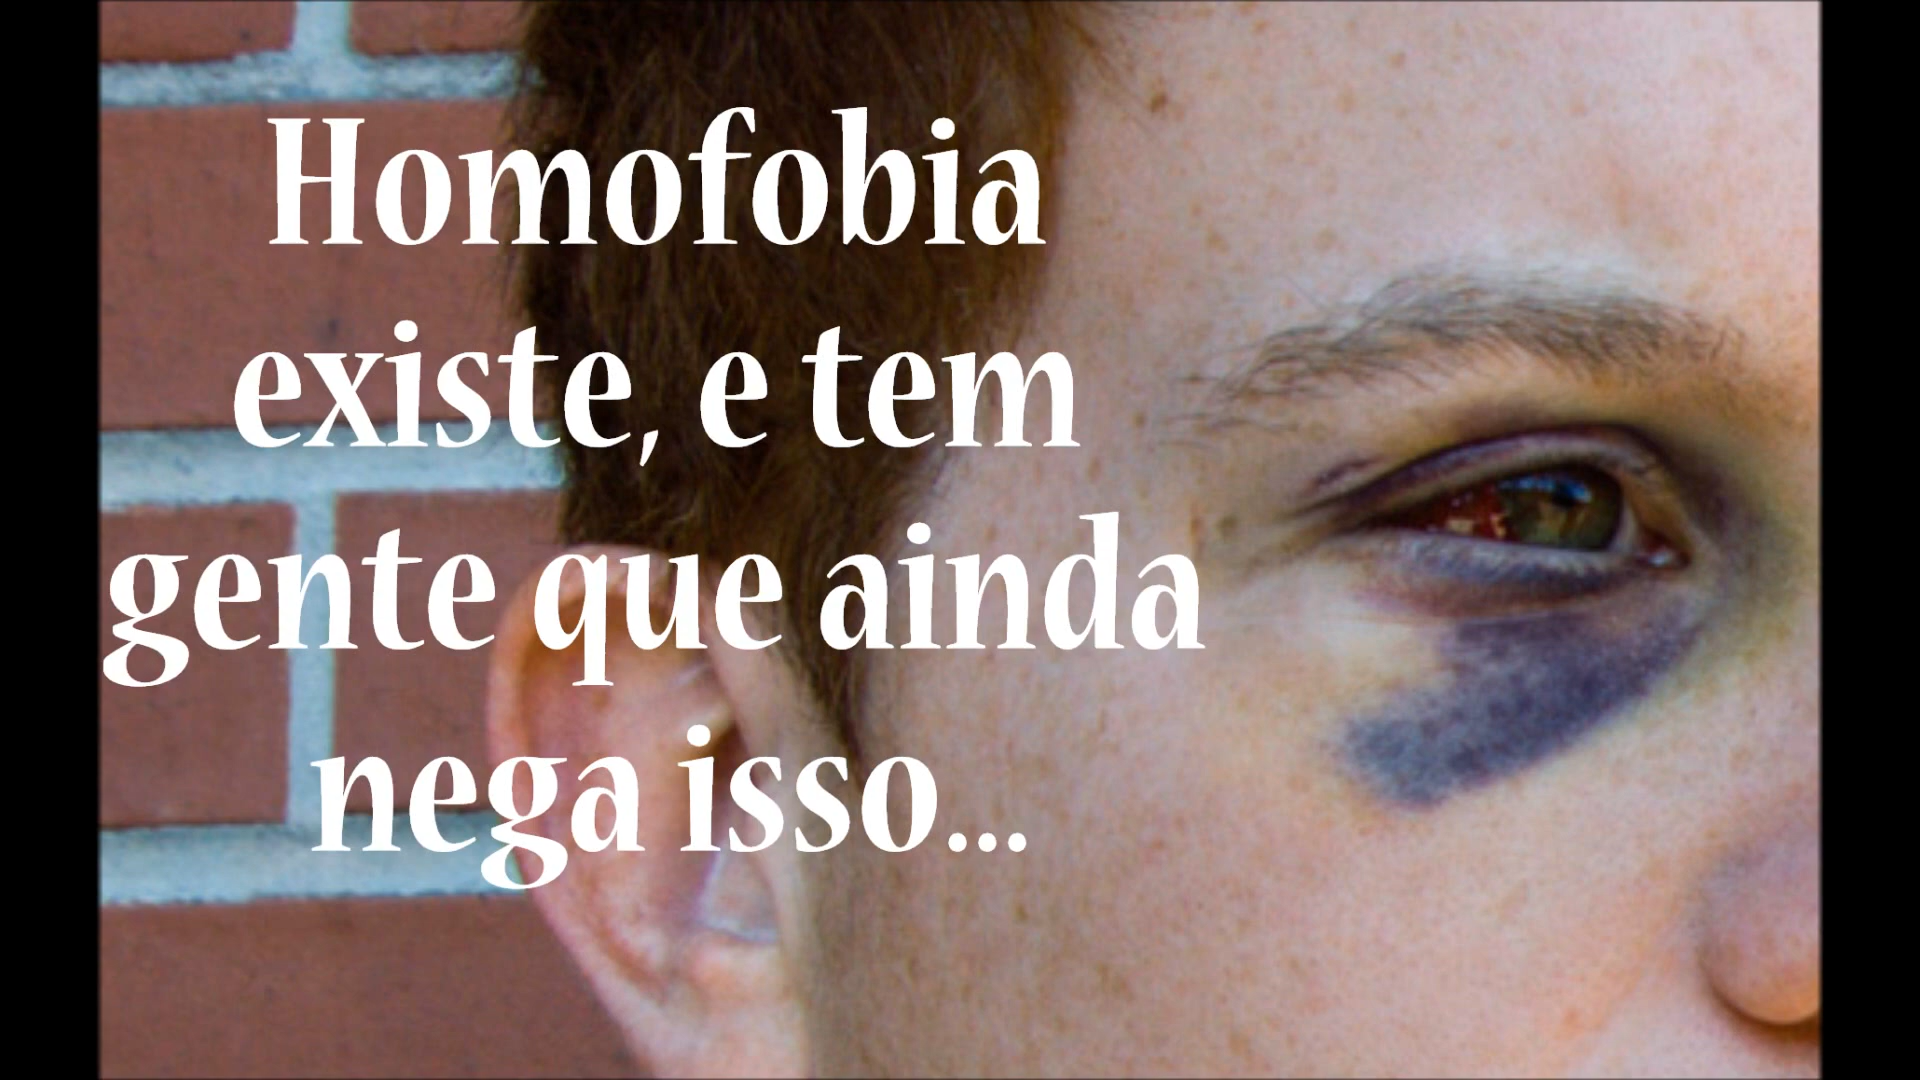 Homofobia
existe, e tem
gente que ainda
nega isso...